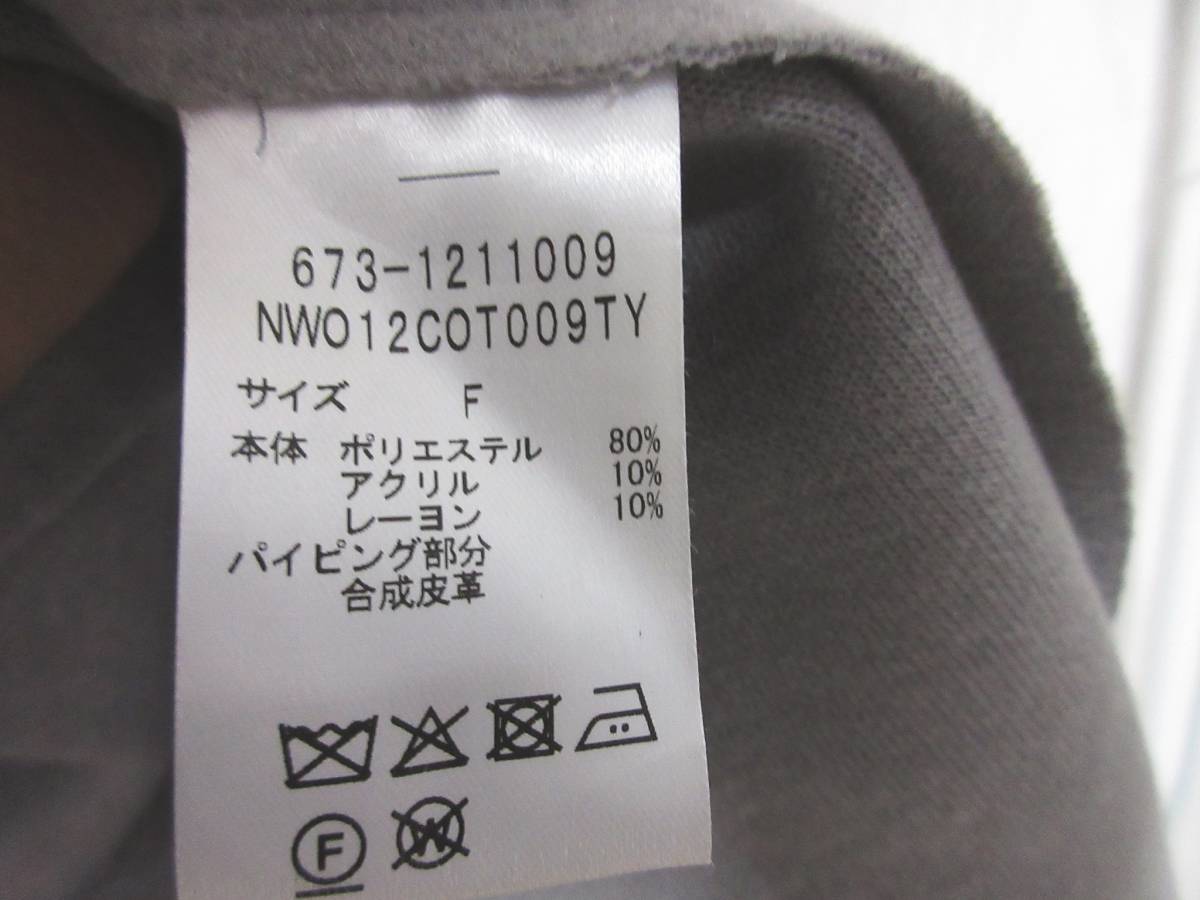 673-1211009
NW012COT009TY
サイズ F
本体 ポリエステル 80%
アクリル 10%
レーヨン 10%
パイピング部分
合成皮革
F
W